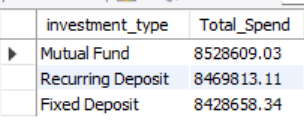 investment_type Total_Spend
Mutual Fund 8528609.03
Recurring Deposit 8469813.11
Fixed Deposit 8428658.34